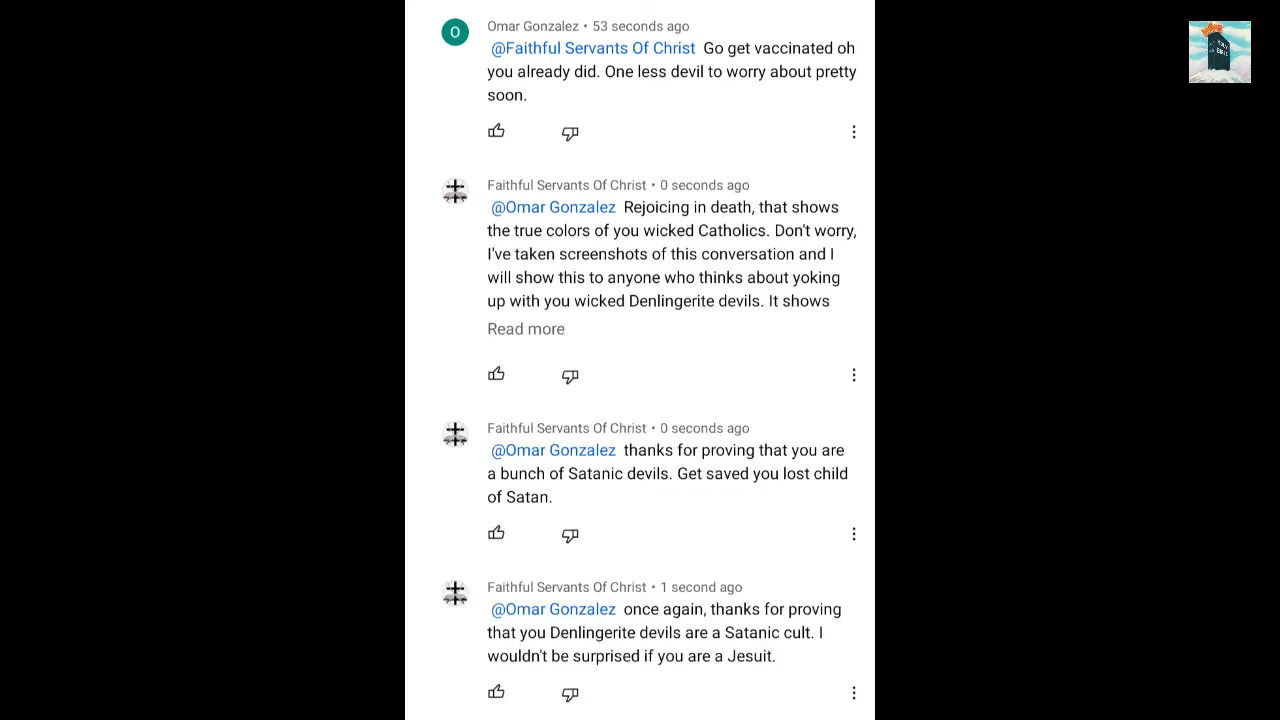 O
Omar Gonzalez • 53 seconds ago
@Faithful Servants Of Christ Go get vaccinated oh
you already did. One less devil to worry about pretty
soon.
Faithful Servants Of Christ • 0 seconds ago
@Omar Gonzalez Rejoicing in death, that shows
the true colors of you wicked Catholics. Don't worry,
I've taken screenshots of this conversation and I
will show this to anyone who thinks about yoking
up with you wicked Denlingerite devils. It shows
Read more
Faithful Servants Of Christ • 0 seconds ago
@Omar Gonzalez thanks for proving that you are
a bunch of Satanic devils. Get saved you lost child
of Satan.
Faithful Servants Of Christ • 1 second ago
@Omar Gonzalez once again, thanks for proving
that you Denlingerite devils are a Satanic cult. I
wouldn't be surprised if you are a Jesuit.
HOLY
BIBLE